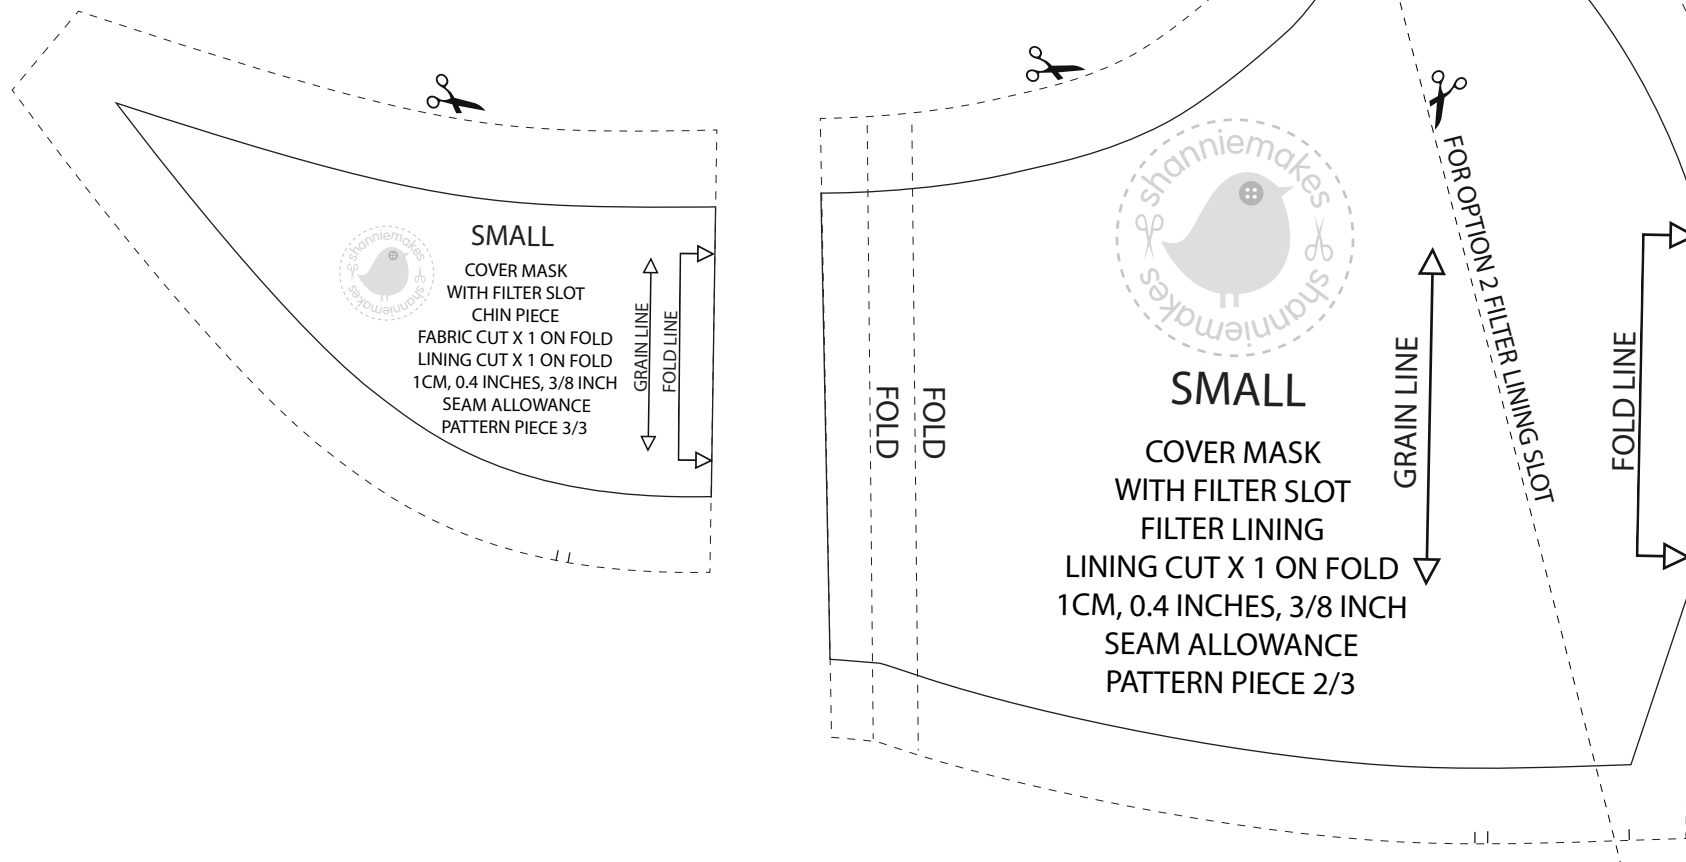 shanniemakes
shanniemakes
SMALL
COVER MASK
WITH FILTER SLOT
CHIN PIECE
FABRIC CUT X 1 ON FOLD
LINING CUT X 1 ON FOLD
1CM, 0.4 INCHES, 3/8 INCH
SEAM ALLOWANCE
PATTERN PIECE 3/3
GRAIN LINE
FOLD LINE
FOLD
FOLD
shanniemakes
shanniemakes
SMALL
COVER MASK
WITH FILTER SLOT
FILTER LINING
LINING CUT X 1 ON FOLD
1CM, 0.4 INCHES, 3/8 INCH
SEAM ALLOWANCE
PATTERN PIECE 2/3
GRAIN LINE
FOR OPTION 2 FILTER LINING SLOT
FOLD LINE